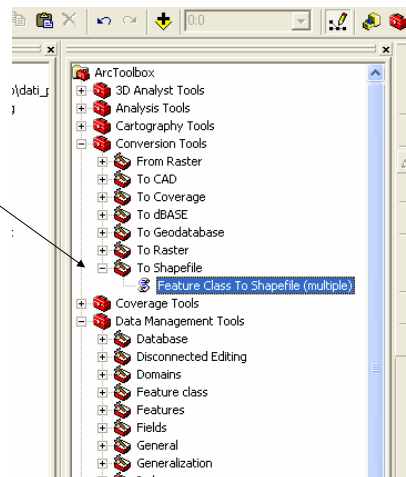 0:0
o\dati_p
ArcToolbox
3D Analyst Tools
Analysis Tools
Cartography Tools
Conversion Tools
From Raster
To CAD
To Coverage
To dBASE
To Geodatabase
To Raster
To Shapefile
Feature Class To Shapefile (multiple)
Coverage Tools
Data Management Tools
Database
Disconnected Editing
Domains
Feature class
Features
Fields
General
Generalization